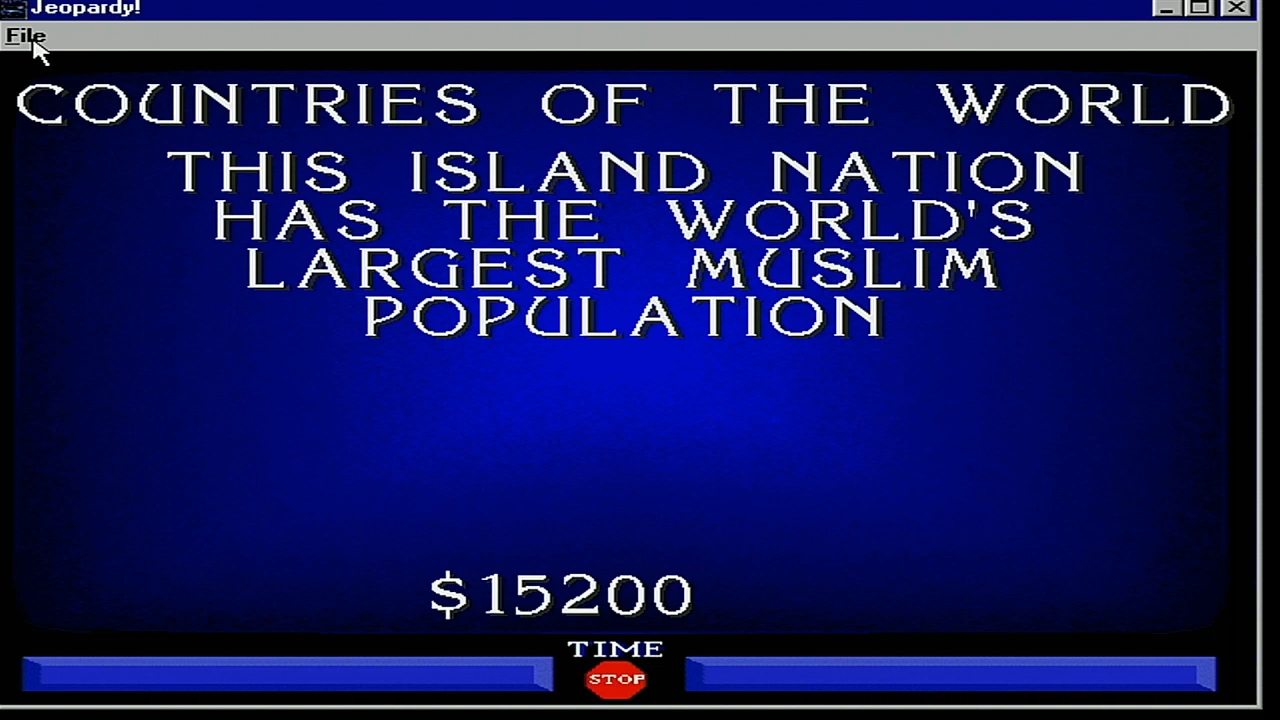 Jeopardy!
File
COUNTRIES OF THE WORLD
THIS ISLAND NATION
HAS THE WORLD'S
LARGEST MUSLIM
POPULATION
$15200
TIME
STOP